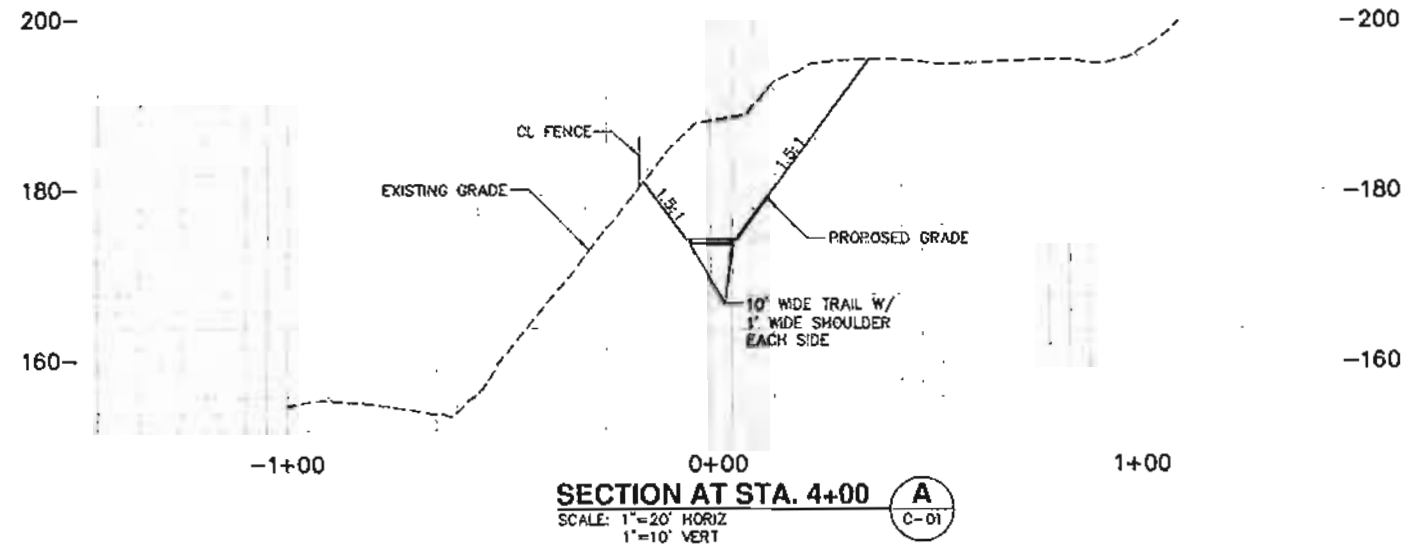 200-
-200
CL FENCE
1.5:1
EXISTING GRADE
180-
-180
1.5:1
PROPOSED GRADE
10' WIDE TRAIL W/
1' WIDE SHOULDER
EACH SIDE
160-
-160
-1+00
0+00
1+00
SECTION AT STA. 4+00
A
C-01
SCALE: 1"=20' HORIZ
1"=10' VERT